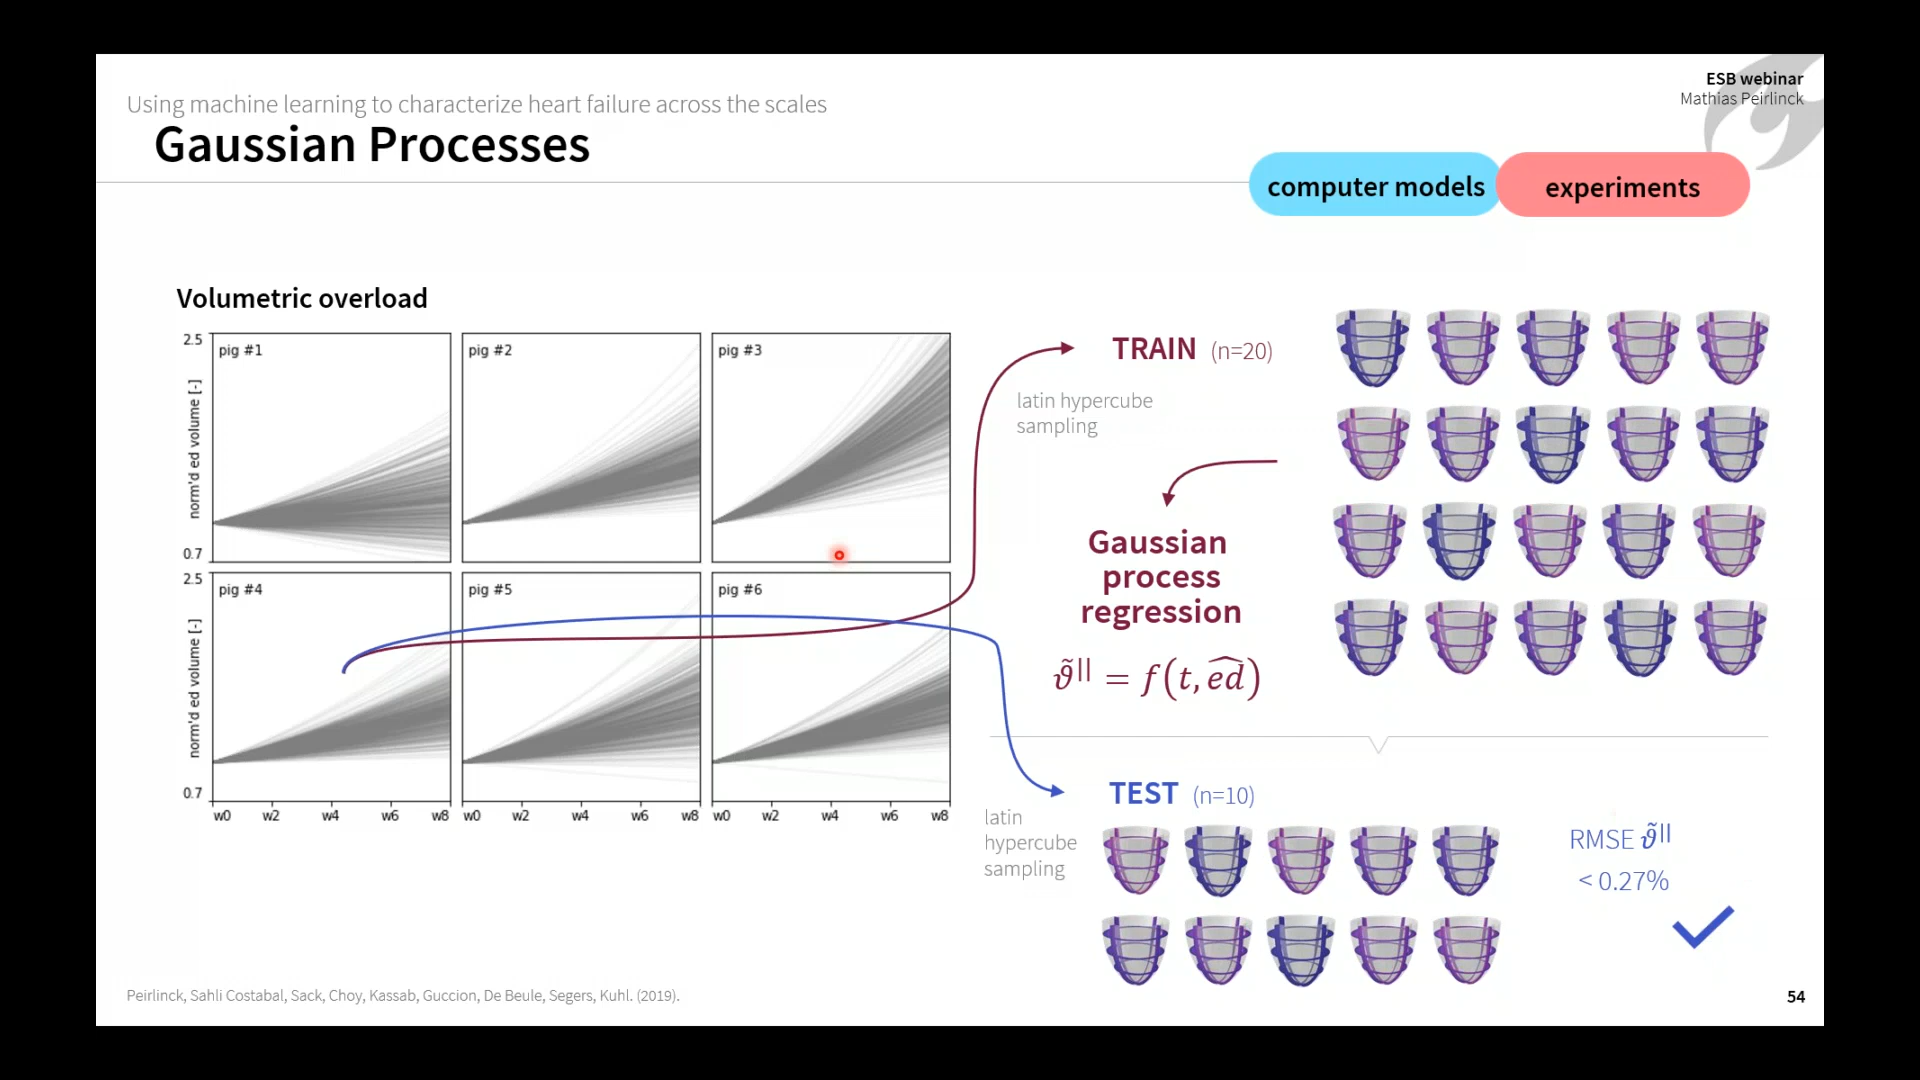 ESB webinar
Mathias Peirlinck
Using machine learning to characterize heart failure across the scales
Gaussian Processes
computer models
experiments
Volumetric overload
2.5
norm'd ed volume [-]
0.7
pig #1
pig #2
pig #3
2.5
norm'd ed volume [-]
0.7
pig #4
pig #5
pig #6
w0 w2 w4 w6 w8
w0 w2 w4 w6 w8
w0 w2 w4 w6 w8
TRAIN (n=20)
latin hypercube
sampling
Gaussian
process
regression
ϑ̃|| = f(t, e͡d)
TEST (n=10)
latin
hypercube
sampling
RMSE ϑ̃||
< 0.27%
Peirlinck, Sahli Costabal, Sack, Choy, Kassab, Guccion, De Beule, Segers, Kuhl. (2019).
54